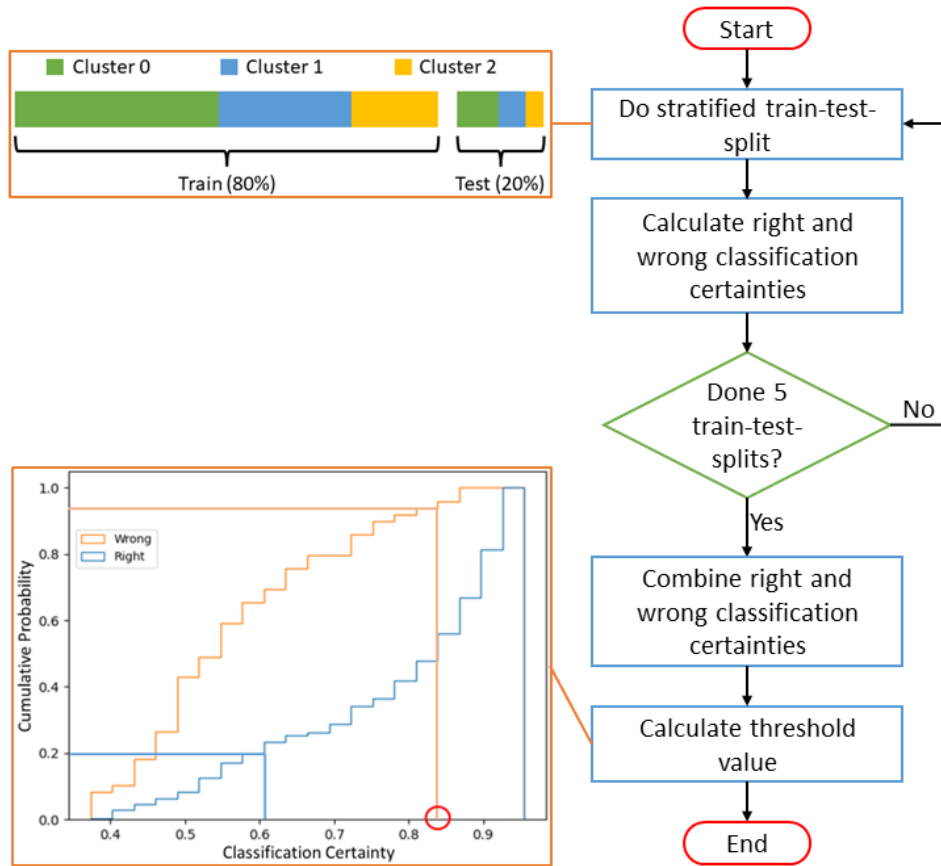 Start
Cluster 0
Cluster 1
Cluster 2
Train (80%)
Test (20%)
Do stratified train-test-
split
Calculate right and
wrong classification
certainties
Done 5
train-test-
splits?
No
Yes
Combine right and
wrong classification
certainties
Calculate threshold
value
End
Cumulative Probability
1.0
0.8
0.6
0.4
0.2
0.0
Wrong
Right
0.4
0.5
0.6
0.7
0.8
0.9
Classification Certainty